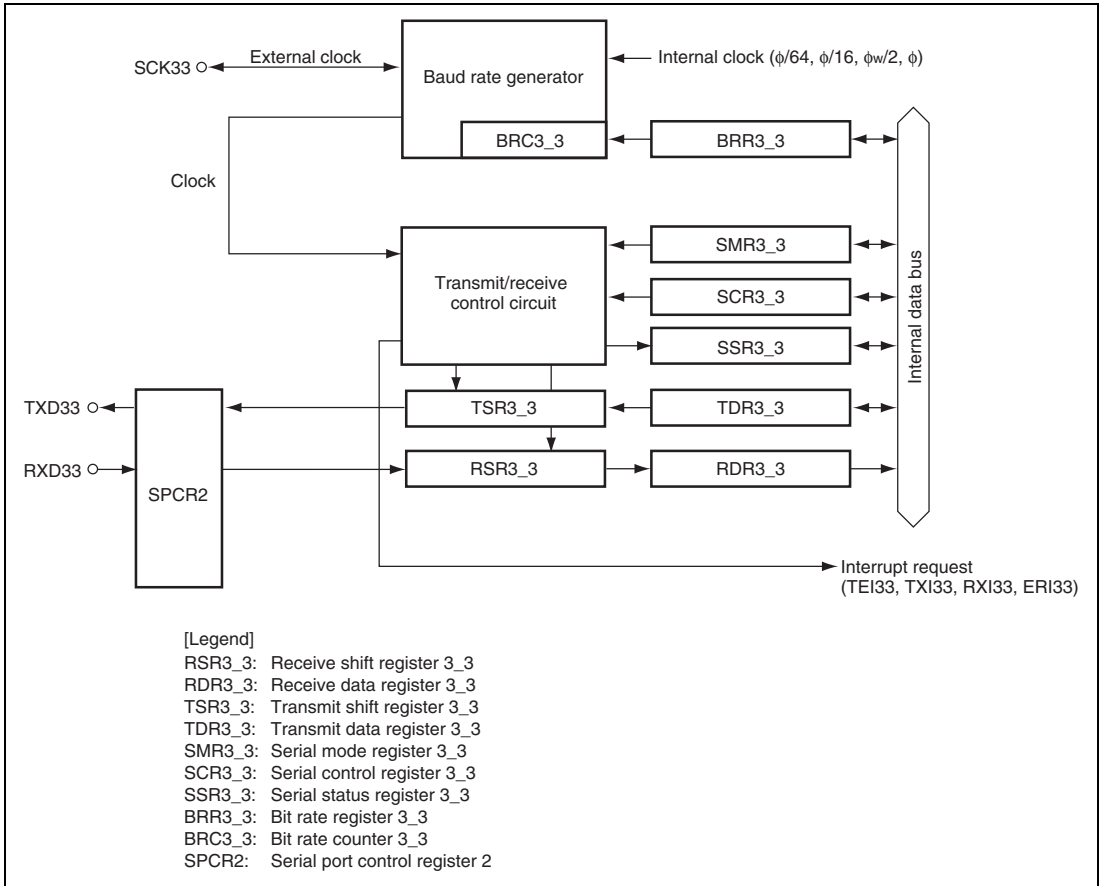 SCK33
External clock
Baud rate generator
Internal clock (ϕ/64, ϕ/16, ϕw/2, ϕ)
BRC3_3
BRR3_3
Clock
Transmit/receive
control circuit
SMR3_3
SCR3_3
SSR3_3
Internal data bus
TXD33
TSR3_3
TDR3_3
RXD33
SPCR2
RSR3_3
RDR3_3
Interrupt request
(TEI33, TXI33, RXI33, ERI33)
[Legend]
RSR3_3: Receive shift register 3_3
RDR3_3: Receive data register 3_3
TSR3_3: Transmit shift register 3_3
TDR3_3: Transmit data register 3_3
SMR3_3: Serial mode register 3_3
SCR3_3: Serial control register 3_3
SSR3_3: Serial status register 3_3
BRR3_3: Bit rate register 3_3
BRC3_3: Bit rate counter 3_3
SPCR2: Serial port control register 2